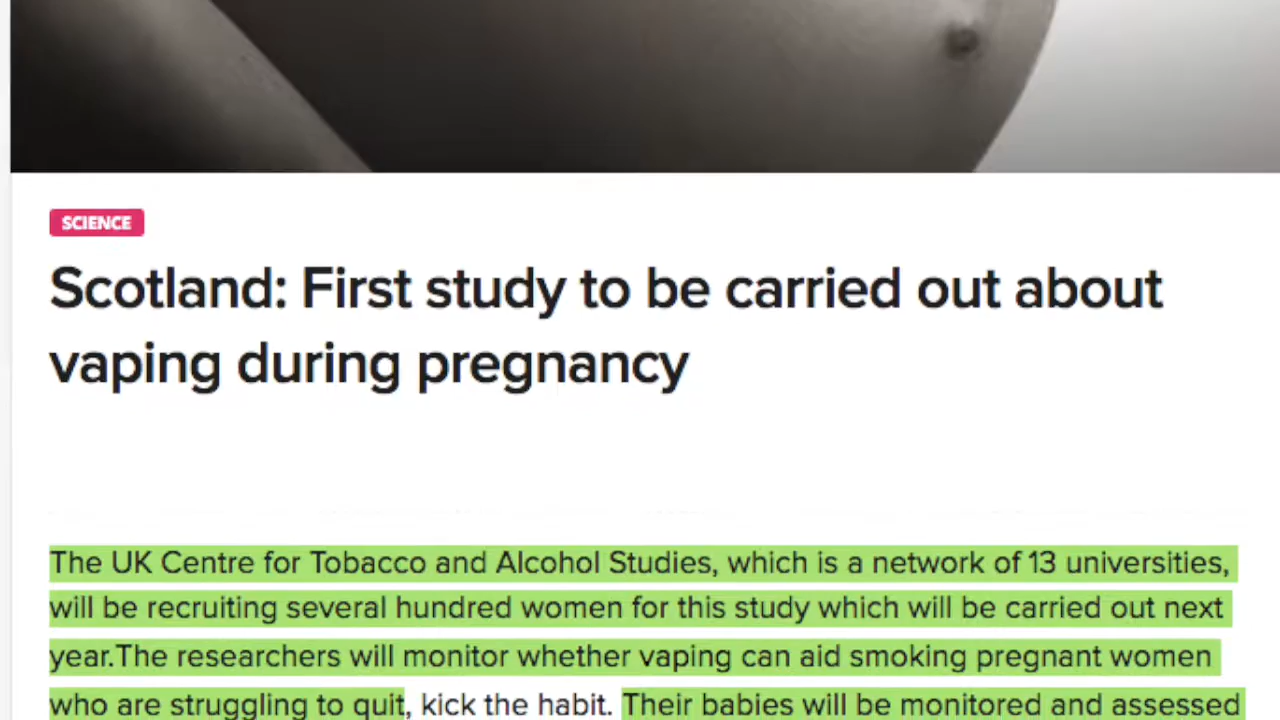 SCIENCE
Scotland: First study to be carried out about
vaping during pregnancy
The UK Centre for Tobacco and Alcohol Studies, which is a network of 13 universities,
will be recruiting several hundred women for this study which will be carried out next
year.The researchers will monitor whether vaping can aid smoking pregnant women
who are struggling to quit, kick the habit. Their babies will be monitored and assessed